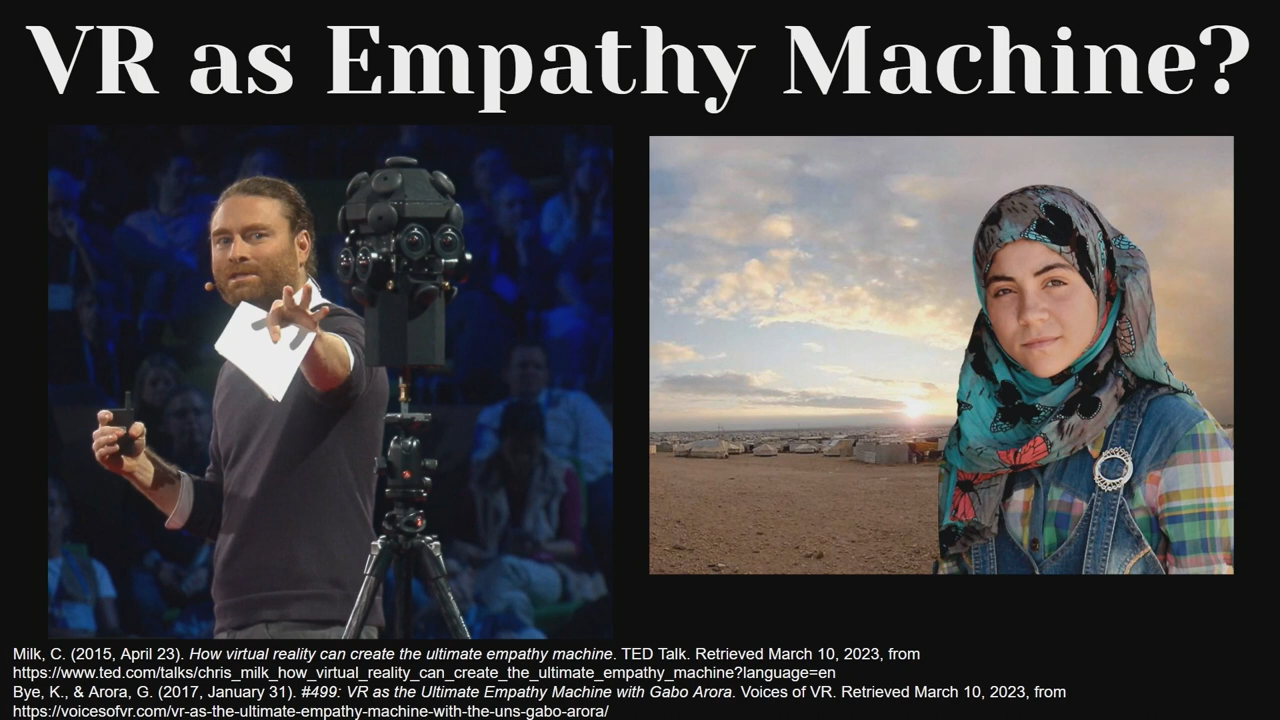 VR as Empathy Machine?
Milk, C. (2015, April 23). How virtual reality can create the ultimate empathy machine. TED Talk. Retrieved March 10, 2023, from
https://www.ted.com/talks/chris_milk_how_virtual_reality_can_create_the_ultimate_empathy_machine?language=en
Bye, K., & Arora, G. (2017, January 31). #499: VR as the Ultimate Empathy Machine with Gabo Arora. Voices of VR. Retrieved March 10, 2023, from
https://voicesofvr.com/vr-as-the-ultimate-empathy-machine-with-the-uns-gabo-arora/